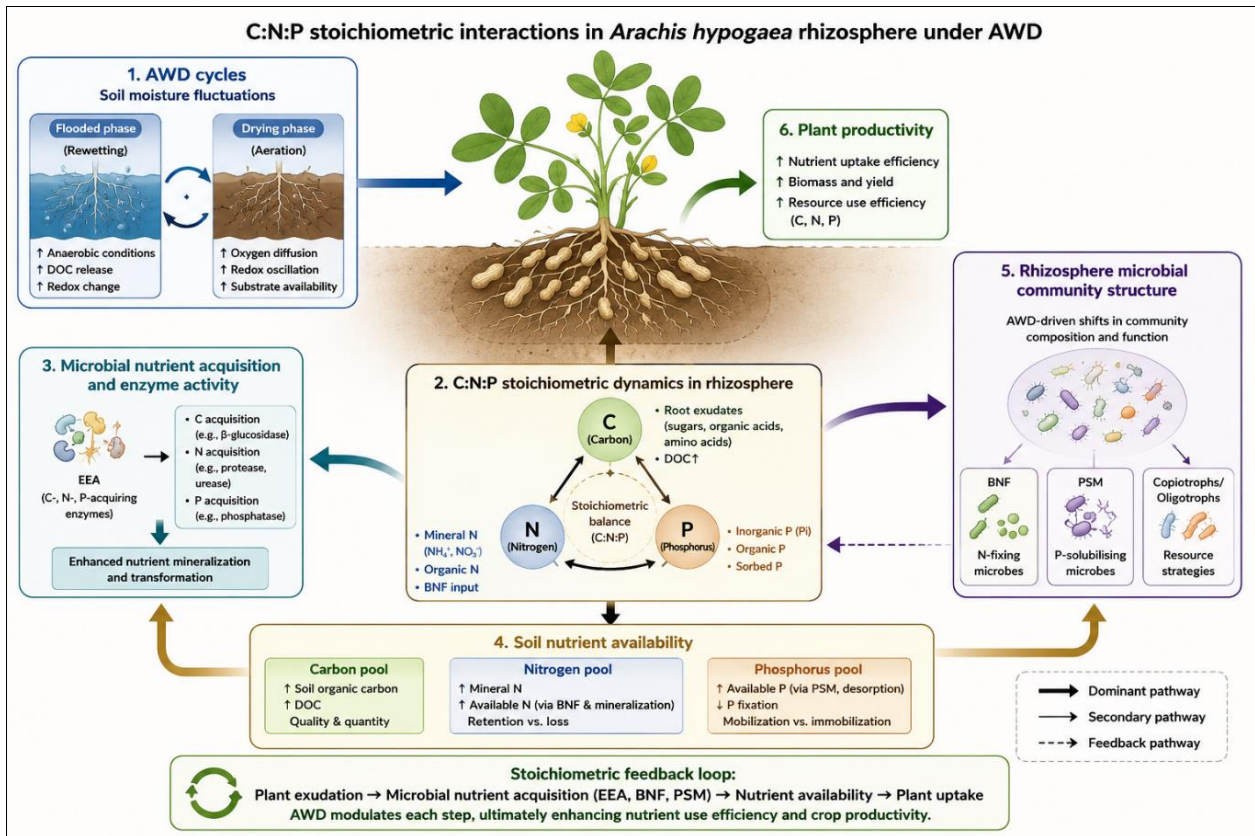 C:N:P stoichiometric interactions in Arachis hypogaea rhizosphere under AWD
1. AWD cycles
Soil moisture fluctuations
Flooded phase
(Rewetting)
↑ Anaerobic conditions
↑ DOC release
↑ Redox change
Drying phase
(Aeration)
↑ Oxygen diffusion
↑ Redox oscillation
↑ Substrate availability
6. Plant productivity
↑ Nutrient uptake efficiency
↑ Biomass and yield
↑ Resource use efficiency
(C, N, P)
3. Microbial nutrient acquisition
and enzyme activity
EEA
(C-, N-, P-acquiring
enzymes)
• C acquisition
(e.g., β-glucosidase)
• N acquisition
(e.g., protease,
urease)
• P acquisition
(e.g., phosphatase)
Enhanced nutrient mineralization
and transformation
2. C:N:P stoichiometric dynamics in rhizosphere
C
(Carbon)
• Root exudates
(sugars, organic acids,
amino acids)
• DOC↑
Stoichiometric
balance
(C:N:P)
N
(Nitrogen)
P
(Phosphorus)
• Mineral N
(NH₄⁺, NO₃⁻)
• Organic N
• BNF input
• Inorganic P (Pi)
• Organic P
• Sorbed P
5. Rhizosphere microbial
community structure
AWD-driven shifts in community
composition and function
BNF
N-fixing
microbes
PSM
P-solubilising
microbes
Copiotrophs/
Oligotrophs
Resource
strategies
4. Soil nutrient availability
Carbon pool
↑ Soil organic carbon
↑ DOC
Quality & quantity
Nitrogen pool
↑ Mineral N
↑ Available N (via BNF & mineralization)
Retention vs. loss
Phosphorus pool
↑ Available P (via PSM, desorption)
↓ P fixation
Mobilization vs. immobilization
Dominant pathway
Secondary pathway
Feedback pathway
Stoichiometric feedback loop:
Plant exudation → Microbial nutrient acquisition (EEA, BNF, PSM) → Nutrient availability → Plant uptake
AWD modulates each step, ultimately enhancing nutrient use efficiency and crop productivity.